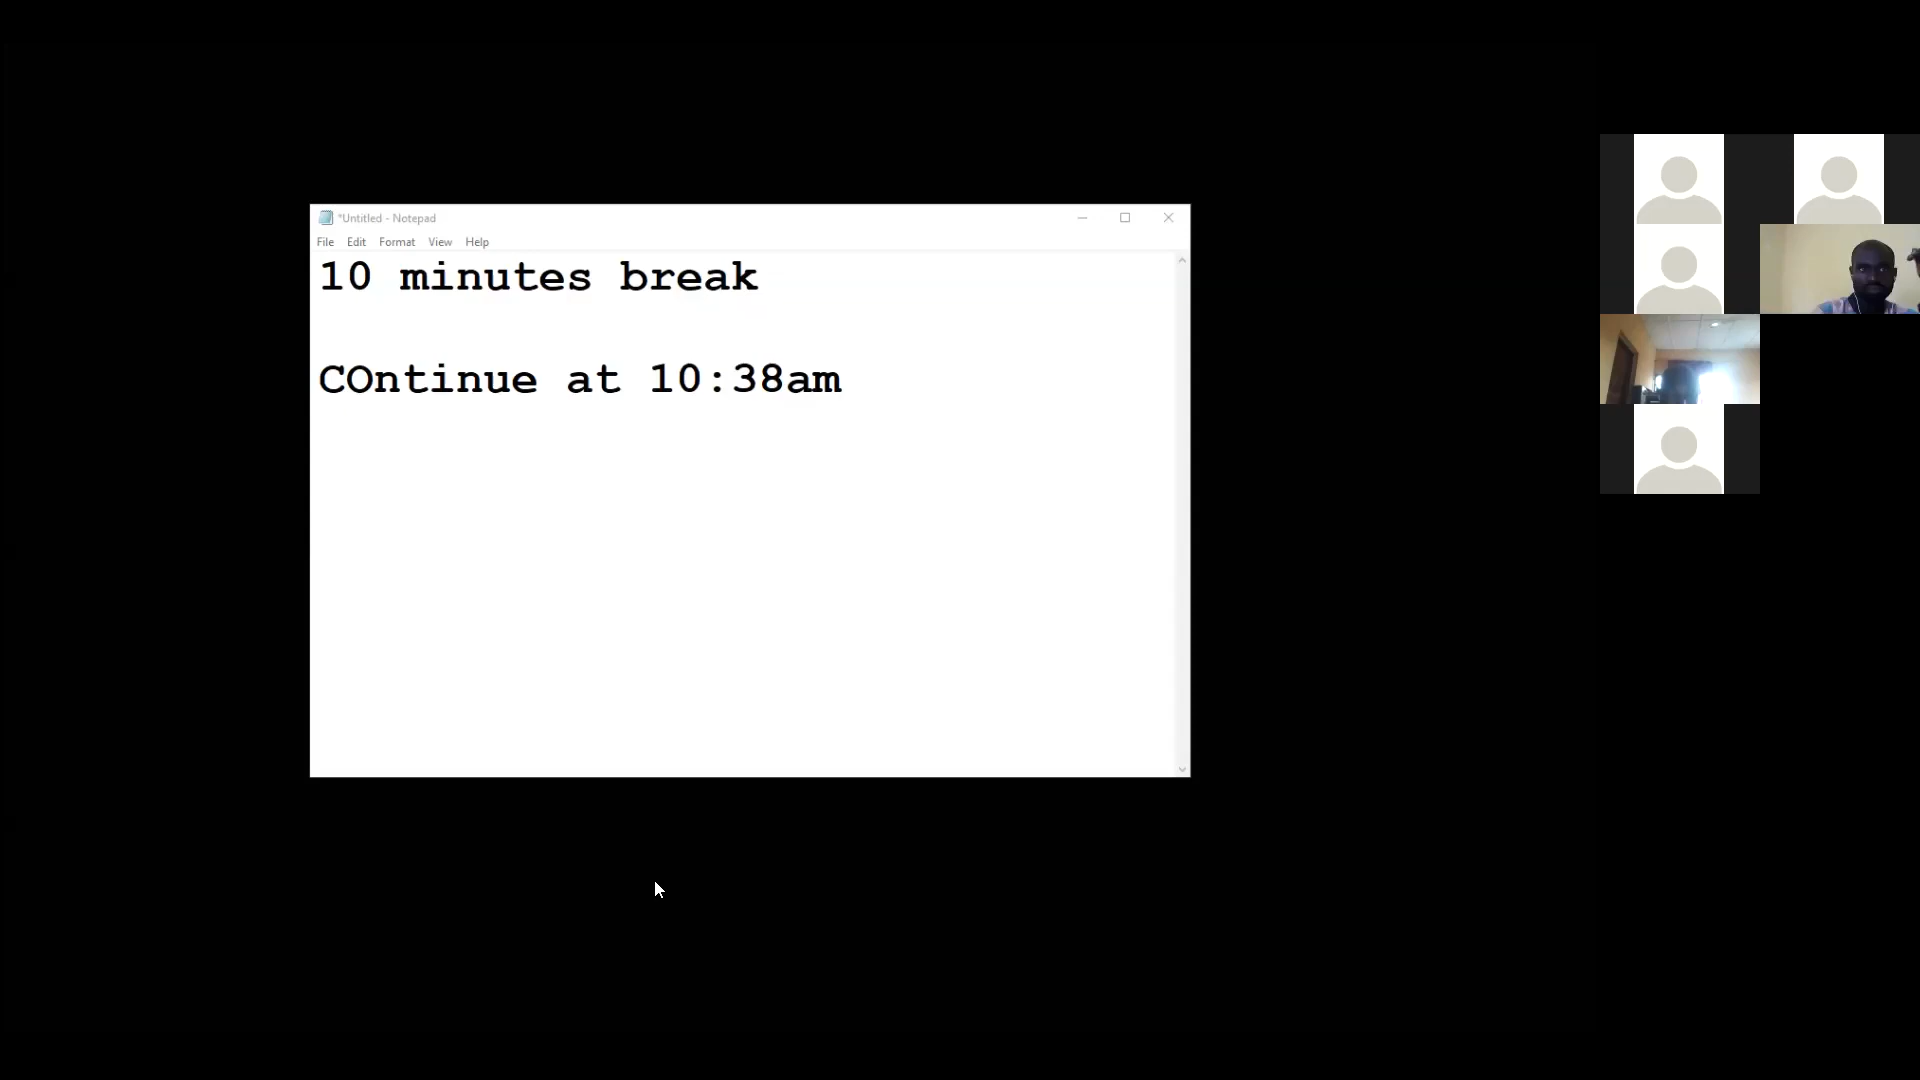 *Untitled - Notepad
File Edit Format View Help
10 minutes break
COntinue at 10:38am